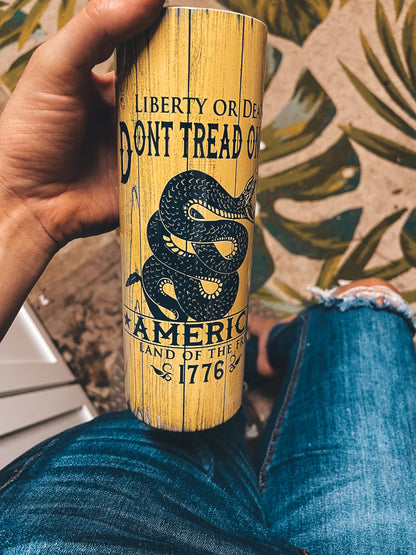 LIBERTY OR DEA
DONT TREAD O
AMERIC
LAND OF THE FR
1776